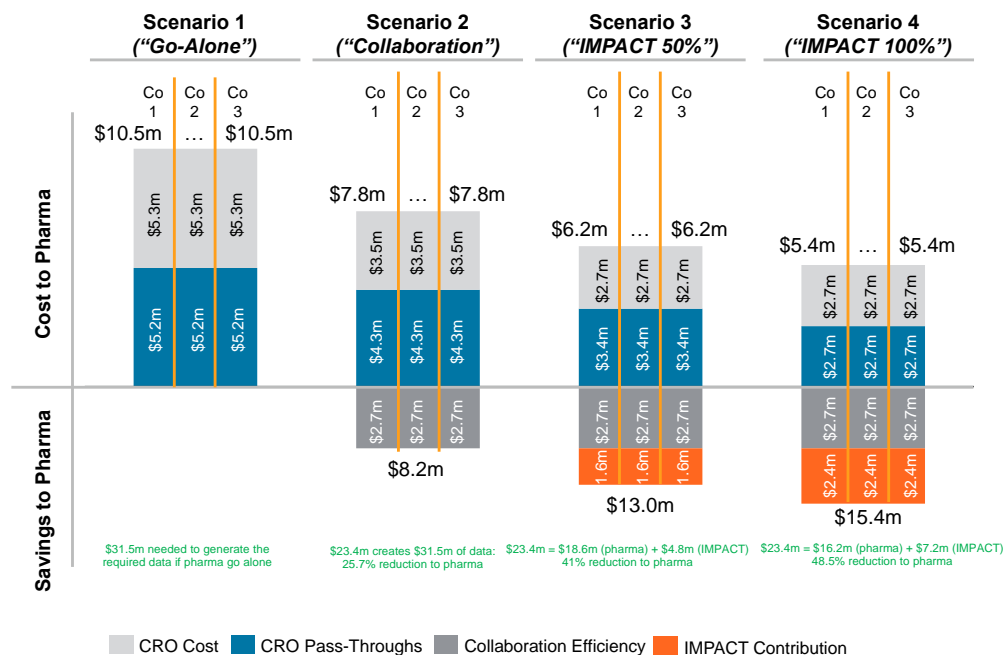 Scenario 1
(“Go-Alone”)
Scenario 2
(“Collaboration”)
Scenario 3
(“IMPACT 50%”)
Scenario 4
(“IMPACT 100%”)
Co 1
Co 2
Co 3
Co 1
Co 2
Co 3
Co 1
Co 2
Co 3
Co 1
Co 2
Co 3
Cost to Pharma
$10.5m … $10.5m
$5.3m $5.3m $5.3m
$5.2m $5.2m $5.2m
$7.8m … $7.8m
$3.5m $3.5m $3.5m
$4.3m $4.3m $4.3m
$6.2m … $6.2m
$2.7m $2.7m $2.7m
$3.4m $3.4m $3.4m
$5.4m … $5.4m
$2.7m $2.7m $2.7m
$2.7m $2.7m $2.7m
Savings to Pharma
$2.7m $2.7m $2.7m
$8.2m
$2.7m $2.7m $2.7m
1.6m 1.6m 1.6m
$13.0m
$2.7m $2.7m $2.7m
$2.4m $2.4m $2.4m
$15.4m
$31.5m needed to generate the
required data if pharma go alone
$23.4m creates $31.5m of data:
25.7% reduction to pharma
$23.4m = $18.6m (pharma) + $4.8m (IMPACT)
41% reduction to pharma
$23.4m = $16.2m (pharma) + $7.2m (IMPACT)
48.5% reduction to pharma
CRO Cost
CRO Pass-Throughs
Collaboration Efficiency
IMPACT Contribution